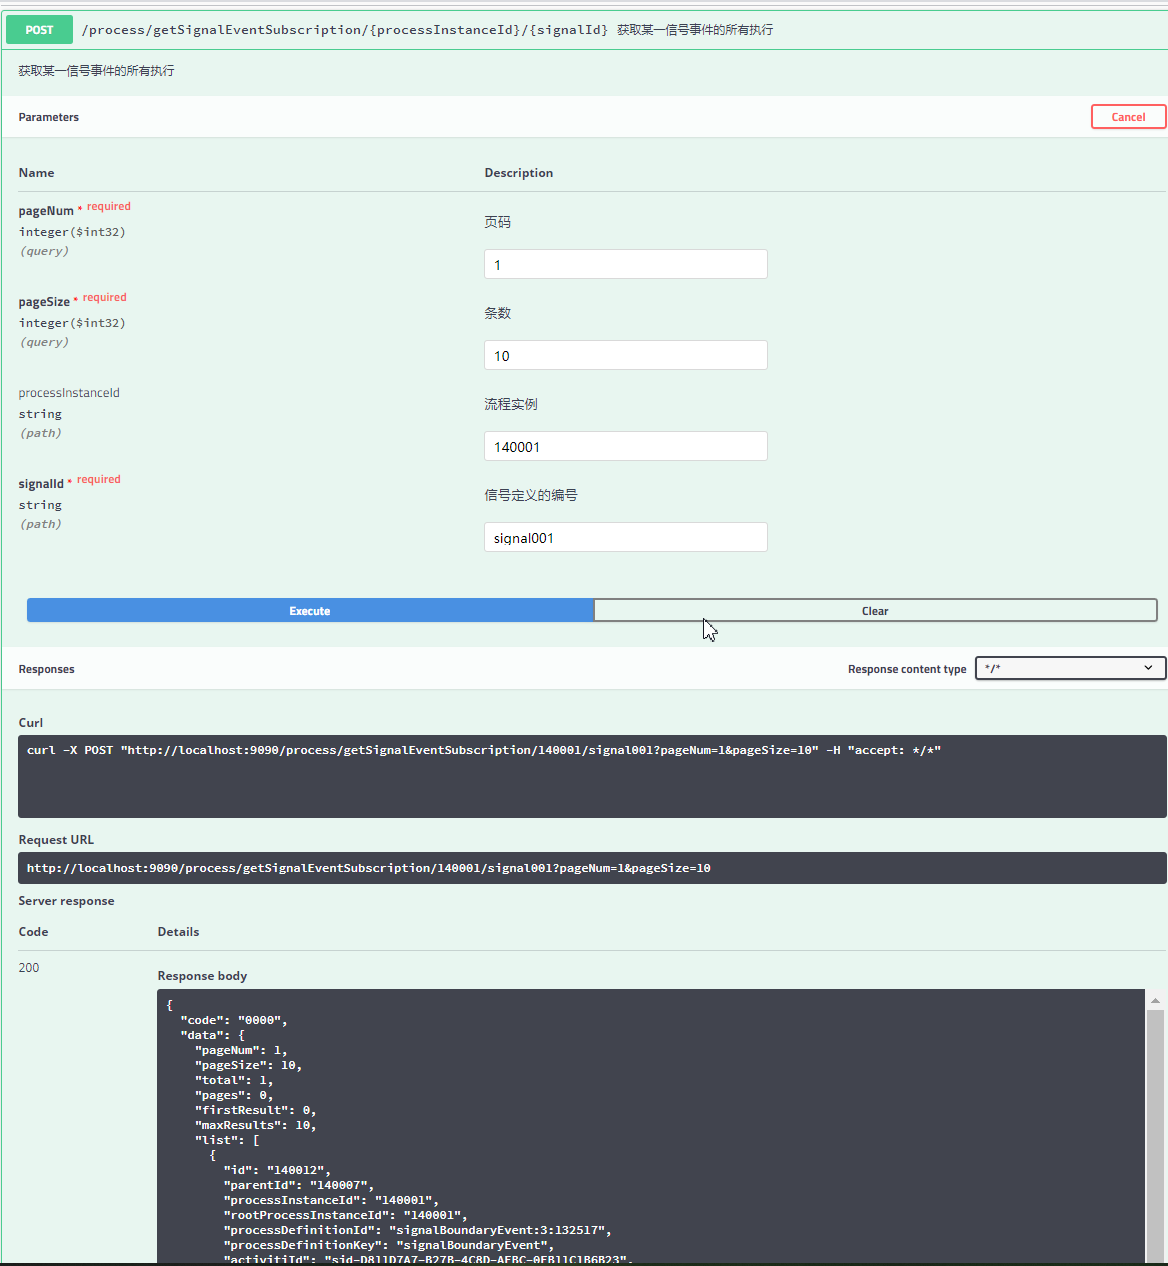 POST /process/getSignalEventSubscription/{processInstanceId}/{signalId} 获取某一信号事件的所有执行
获取某一信号事件的所有执行
Parameters
Cancel
Name Description
pageNum * required
integer($int32)
(query)
页码
1
pageSize * required
integer($int32)
(query)
条数
10
processInstanceId
string
(path)
流程实例
140001
signalId * required
string
(path)
信号定义的编号
signal001
Execute
Clear
Responses
Response content type */*
Curl
curl -X POST "http://localhost:9090/process/getSignalEventSubscription/140001/signal001?pageNum=1&pageSize=10" -H "accept: */*"
Request URL
http://localhost:9090/process/getSignalEventSubscription/140001/signal001?pageNum=1&pageSize=10
Server response
Code Details
200
Response body
{
"code": "0000",
"data": {
"pageNum": 1,
"pageSize": 10,
"total": 1,
"pages": 0,
"firstResult": 0,
"maxResults": 10,
"list": [
{
"id": "140012",
"parentId": "140007",
"processInstanceId": "140001",
"rootProcessInstanceId": "140001",
"processDefinitionId": "signalBoundaryEvent:3:132517",
"processDefinitionKey": "signalBoundaryEvent",
"activitiId": "sid-D811D7A7-B27B-4C8D-AEBC-0EB11C1B6B23",